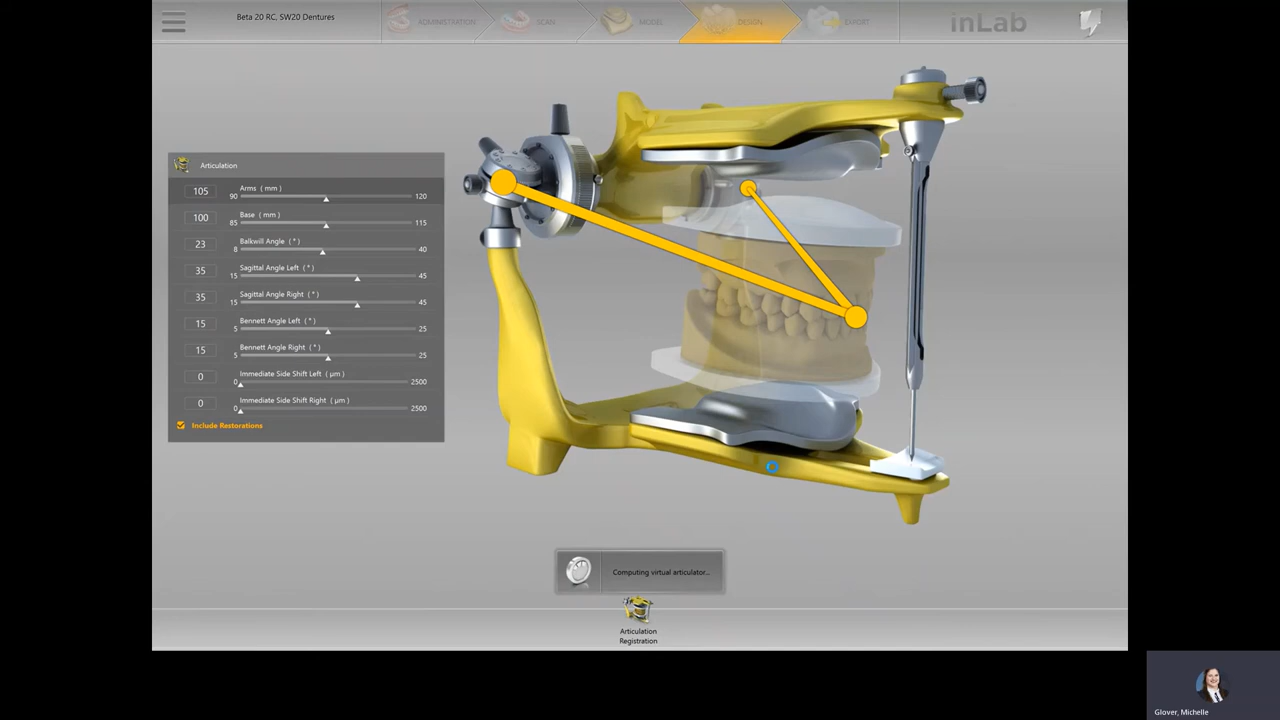 Beta 20 RC, SW20 Dentures
ADMINISTRATION
SCAN
MODEL
DESIGN
EXPORT
inLab
Articulation
105
Arms ( mm )
90
120
100
Base ( mm )
85
115
23
Balkwill Angle ( ° )
8
40
35
Sagittal Angle Left ( ° )
15
45
35
Sagittal Angle Right ( ° )
15
45
15
Bennett Angle Left ( ° )
5
25
15
Bennett Angle Right ( ° )
5
25
0
Immediate Side Shift Left ( µm )
0
2500
0
Immediate Side Shift Right ( µm )
0
2500
Include Restorations
Computing virtual articulator...
Articulation
Registration
Glover, Michelle